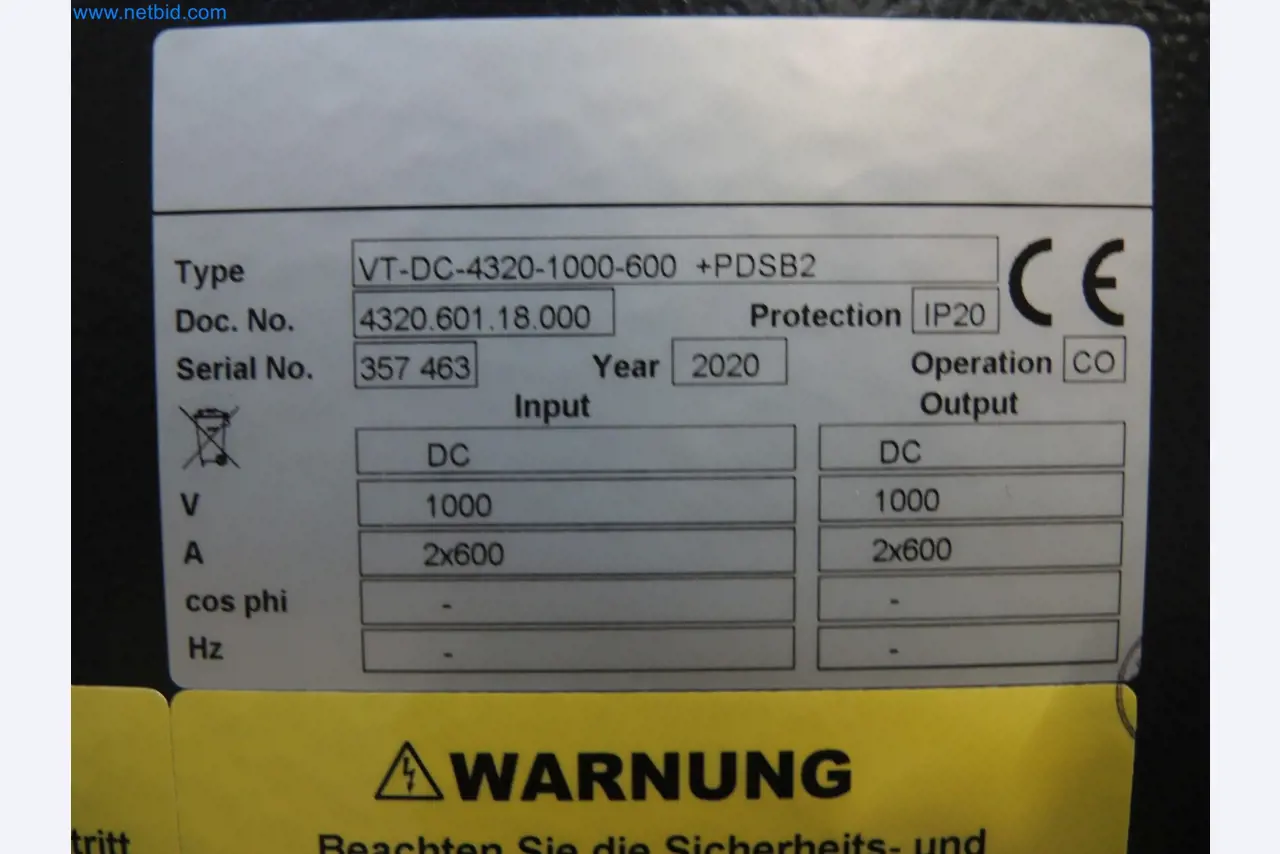 www.netbid.com
Type VT-DC-4320-1000-600 +PDSB2 CE
Doc. No. 4320.601.18.000 Protection IP20
Serial No. 357 463 Year 2020 Operation CO
Input Output
DC DC
V 1000 1000
A 2x600 2x600
cos phi - -
Hz - -
WARNUNG
tritt Beachten Sie die Sicherheits- und